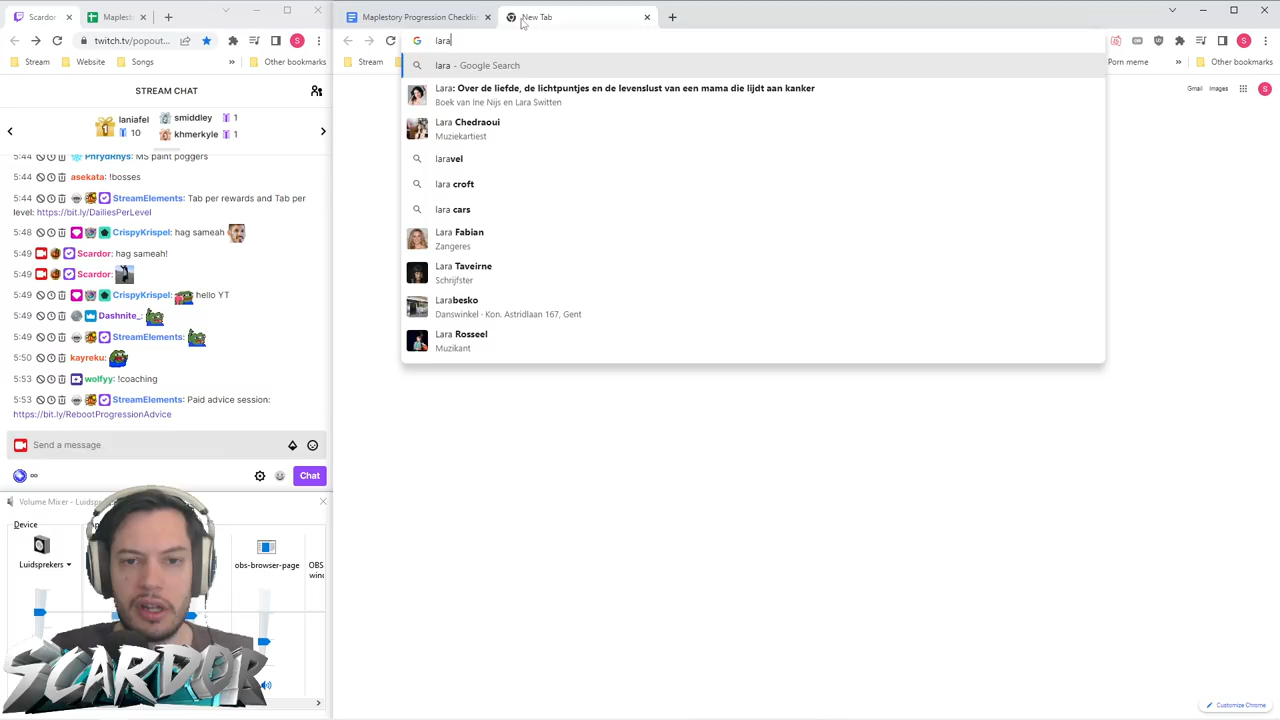 Scardor
Maplest
Maplestory Progression Checklis
New Tab
twitch.tv/popout
lara
Stream
Website
Songs
»
Other bookmarks
Stream
Porn meme
»
Other bookmarks
lara - Google Search
Lara: Over de liefde, de lichtpuntjes en de levenslust van een mama die lijdt aan kanker
Boek van Ine Nijs en Lara Switten
Lara Chedraoui
Muziekartiest
laravel
lara croft
lara cars
Lara Fabian
Zangeres
Lara Taveirne
Schrijfster
Larabesko
Danswinkel · Kon. Astridlaan 167, Gent
Lara Rosseel
Muzikant
Gmail Images
STREAM CHAT
laniafel
10
smiddley 1
khmerkyle 1
5:44 PhrydRhys: MS paint poggers
5:44 asekata: !bosses
5:44 StreamElements: Tab per rewards and Tab per
level: https://bit.ly/DailiesPerLevel
5:48 CrispyKrispel: hag sameah
5:49 Scardor: hag sameah!
5:49 Scardor:
5:49 CrispyKrispel: hello YT
5:49 Dashnite_:
5:49 StreamElements:
5:50 kayreku:
5:53 wolfyy: !coaching
5:53 StreamElements: Paid advice session:
https://bit.ly/RebootProgressionAdvice
Send a message
∞
Chat
Volume Mixer - Luidsp
Device
Luidsprekers
obs-browser-page
OBS
SCARDOR
Customize Chrome